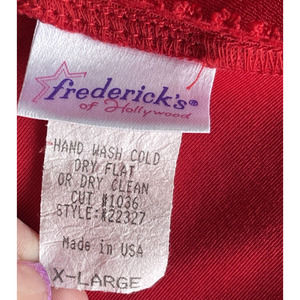 frederick's®
of Hollywood
HAND WASH COLD
DRY FLAT
OR DRY CLEAN
CUT #1036
STYLE:#22327
Made in USA
X-LARGE